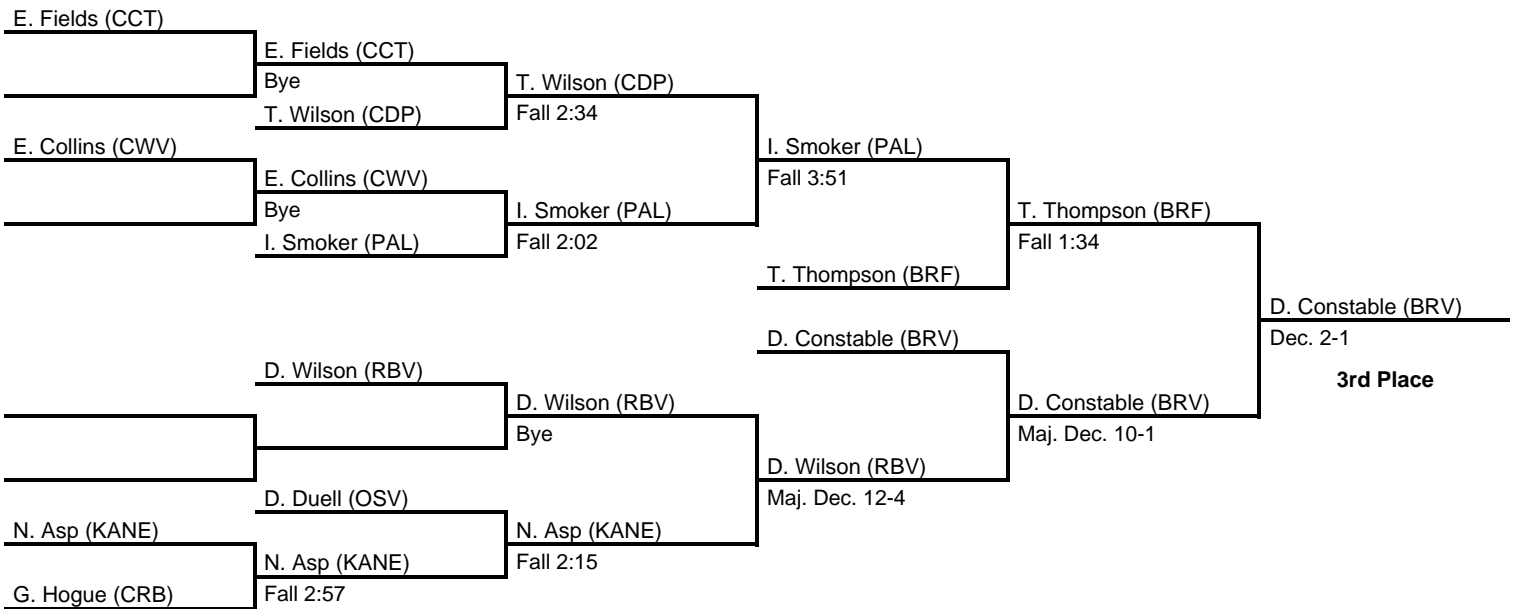 E. Fields (CCT)
E. Fields (CCT)
Bye
T. Wilson (CDP)
T. Wilson (CDP)
Fall 2:34
E. Collins (CWV)
I. Smoker (PAL)
E. Collins (CWV)
Fall 3:51
Bye
I. Smoker (PAL)
T. Thompson (BRF)
I. Smoker (PAL)
Fall 2:02
Fall 1:34
T. Thompson (BRF)
D. Constable (BRV)
D. Constable (BRV)
Dec. 2-1
D. Wilson (RBV)
3rd Place
D. Wilson (RBV)
D. Constable (BRV)
Bye
Maj. Dec. 10-1
D. Wilson (RBV)
D. Duell (OSV)
Maj. Dec. 12-4
N. Asp (KANE)
N. Asp (KANE)
N. Asp (KANE)
Fall 2:15
G. Hogue (CRB)
Fall 2:57